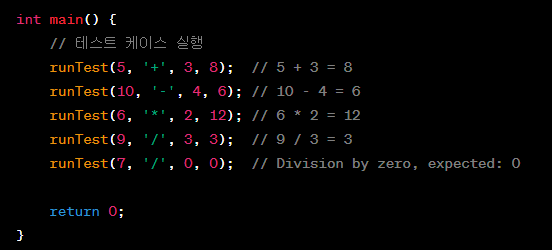 int main() {
    // 테스트 케이스 실행
    runTest(5, '+', 3, 8);  // 5 + 3 = 8
    runTest(10, '-', 4, 6); // 10 - 4 = 6
    runTest(6, '*', 2, 12); // 6 * 2 = 12
    runTest(9, '/', 3, 3);  // 9 / 3 = 3
    runTest(7, '/', 0, 0);  // Division by zero, expected: 0

    return 0;
}